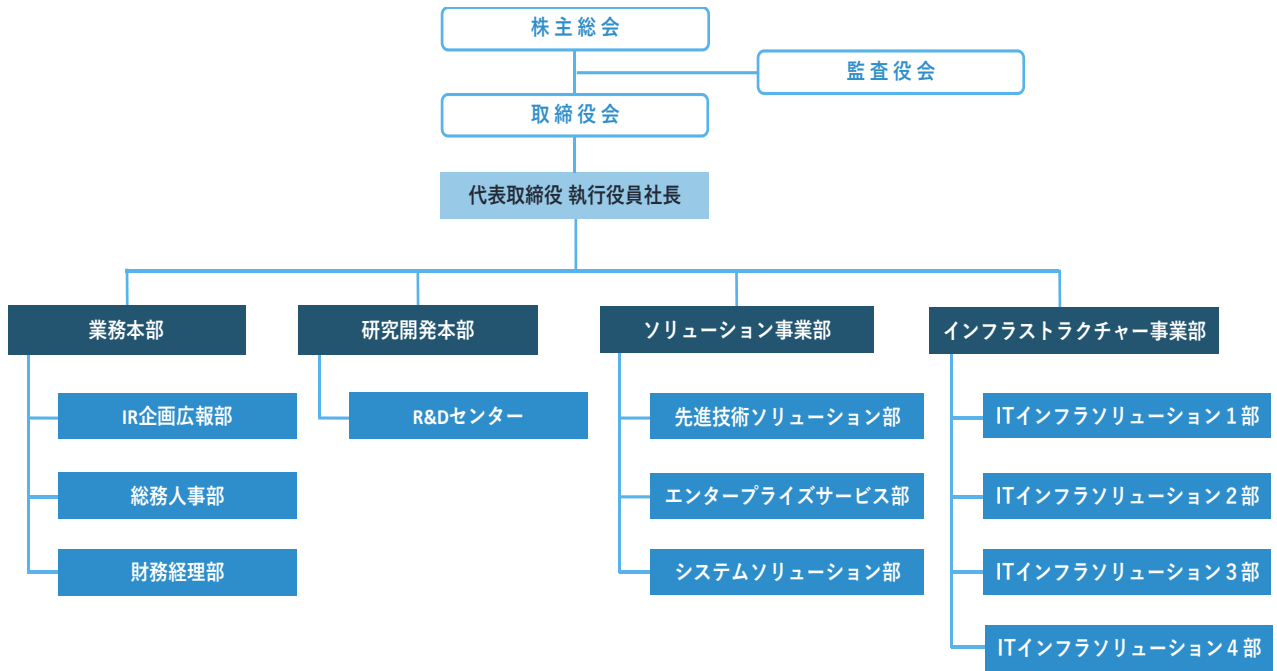 株主総会
監査役会
取締役会
代表取締役 執行役員社長
業務本部
研究開発本部
ソリューション事業部
インフラストラクチャー事業部
IR企画広報部
R&Dセンター
先進技術ソリューション部
ITインフラソリューション１部
総務人事部
エンタープライズサービス部
ITインフラソリューション２部
財務経理部
システムソリューション部
ITインフラソリューション３部
ITインフラソリューション４部